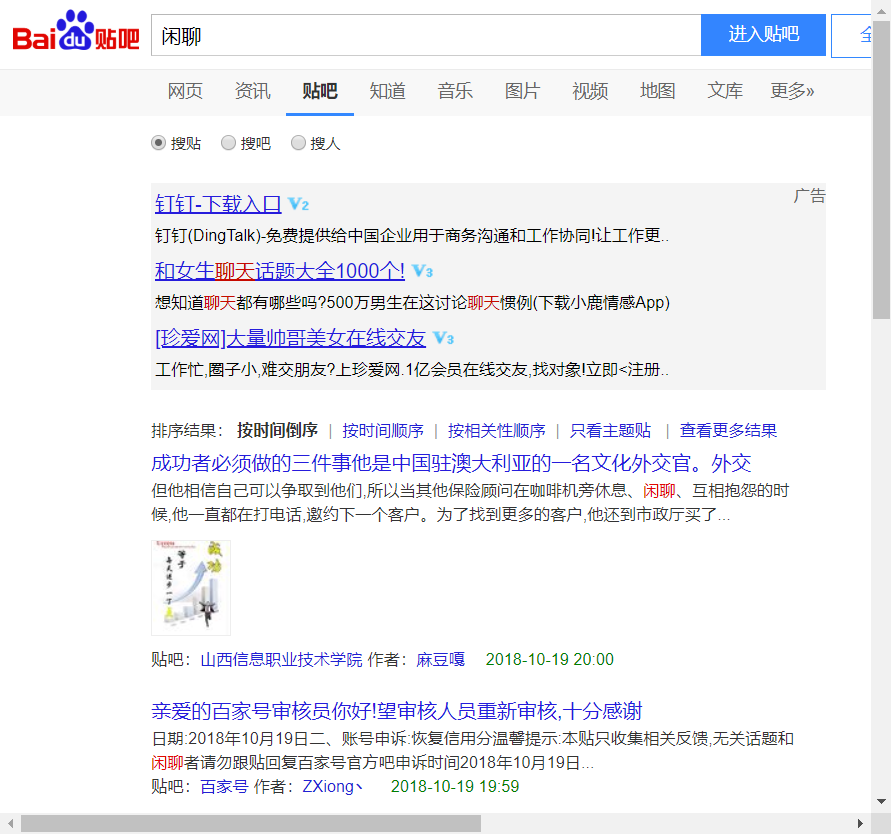 Bai du 贴吧 闲聊 进入贴吧
网页 资讯 贴吧 知道 音乐 图片 视频 地图 文库 更多»
搜贴 搜吧 搜人
广告
钉钉-下载入口 V2
钉钉(DingTalk)-免费提供给中国企业用于商务沟通和工作协同!让工作更..
和女生聊天话题大全1000个! V3
想知道聊天都有哪些吗?500万男生在这讨论聊天惯例(下载小鹿情感App)
[珍爱网]大量帅哥美女在线交友 V3
工作忙,圈子小,难交朋友?上珍爱网.1亿会员在线交友,找对象!立即<注册..
排序结果： 按时间倒序 | 按时间顺序 | 按相关性顺序 | 只看主题贴 | 查看更多结果
成功者必须做的三件事他是中国驻澳大利亚的一名文化外交官。外交
但他相信自己可以争取到他们,所以当其他保险顾问在咖啡机旁休息、闲聊、互相抱怨的时
候,他一直都在打电话,邀约下一个客户。为了找到更多的客户,他还到市政厅买了...
成功
等于
每天进步一丁点
贴吧：山西信息职业技术学院 作者：麻豆嘎 2018-10-19 20:00
亲爱的百家号审核员你好!望审核人员重新审核,十分感谢
日期:2018年10月19日二、账号申诉:恢复信用分温馨提示:本贴只收集相关反馈,无关话题和
闲聊者请勿跟贴回复百家号官方吧申诉时间2018年10月19日...
贴吧：百家号 作者：ZXiong丶 2018-10-19 19:59